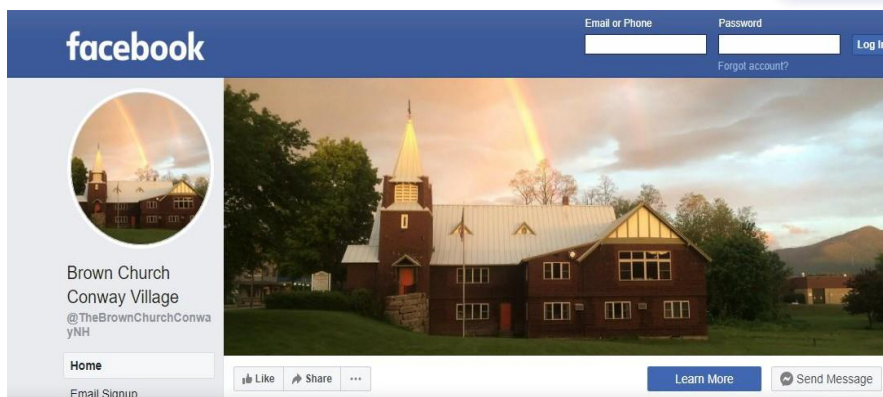 Email or Phone
Password
facebook
Log In
Forgot account?
Brown Church
Conway Village
@TheBrownChurchConwa
yNH
Home
Like
Share
...
Learn More
Send Message
Email Signup